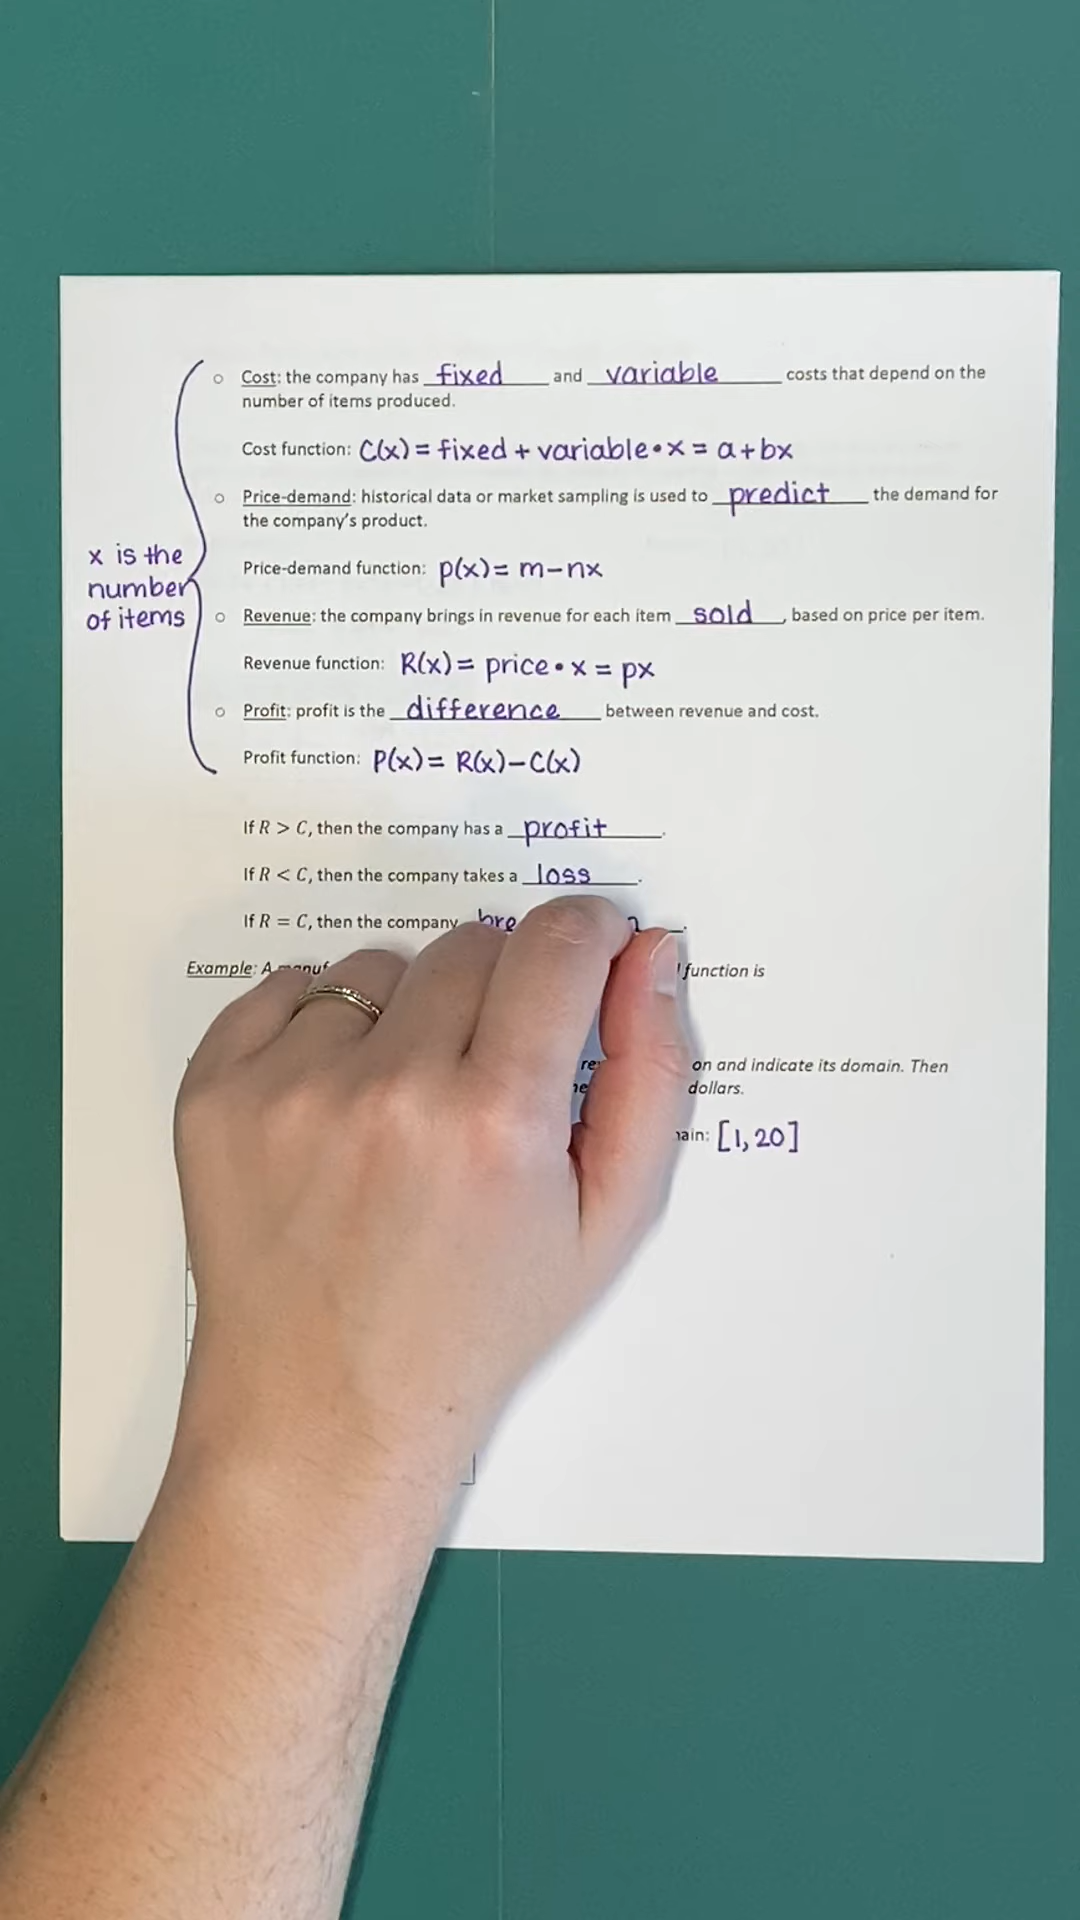 ○ Cost: the company has fixed and variable costs that depend on the
number of items produced.
Cost function: C(x) = fixed + variable • x = a + bx
○ Price-demand: historical data or market sampling is used to predict the demand for
the company's product.
x is the
number
of items
Price-demand function: p(x) = m - nx
○ Revenue: the company brings in revenue for each item sold, based on price per item.
Revenue function: R(x) = price • x = px
○ Profit: profit is the difference between revenue and cost.
Profit function: P(x) = R(x) - C(x)
If R > C, then the company has a profit.
If R < C, then the company takes a loss.
If R = C, then the company
Example: A function is
on and indicate its domain. Then
dollars.
[1, 20]